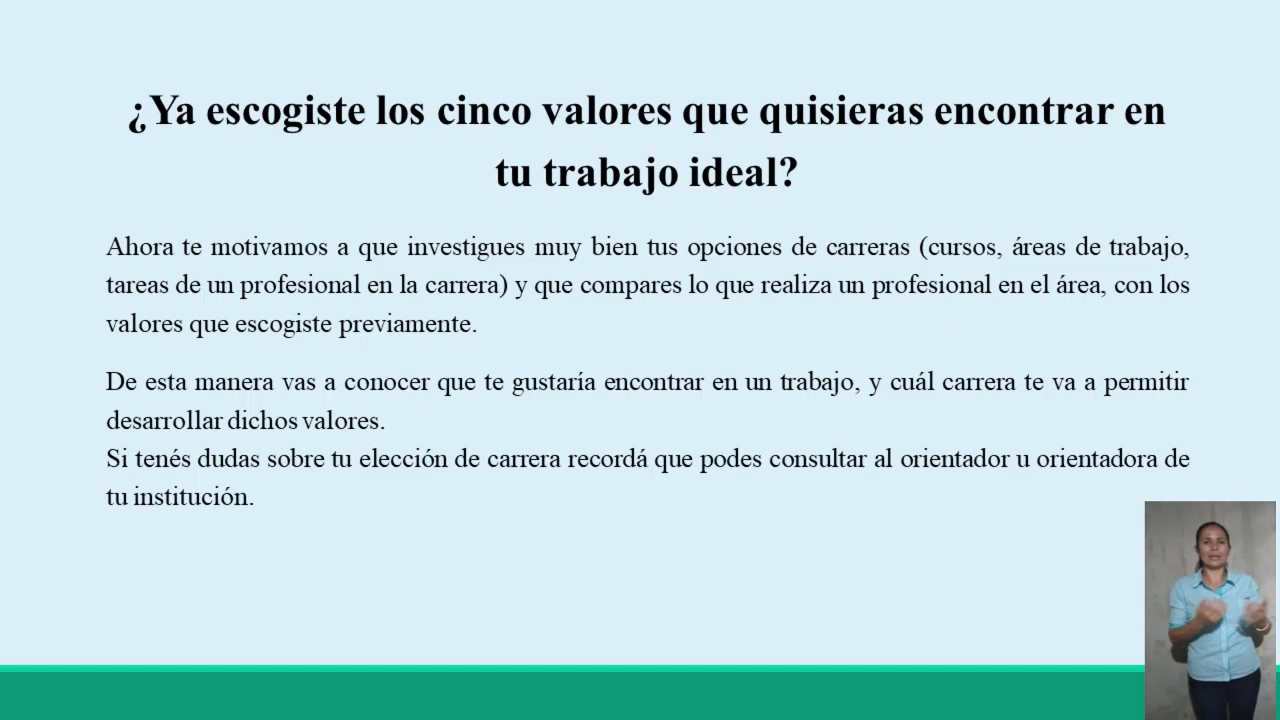 ¿Ya escogiste los cinco valores que quisieras encontrar en
tu trabajo ideal?
Ahora te motivamos a que investigues muy bien tus opciones de carreras (cursos, áreas de trabajo,
tareas de un profesional en la carrera) y que compares lo que realiza un profesional en el área, con los
valores que escogiste previamente.
De esta manera vas a conocer que te gustaría encontrar en un trabajo, y cuál carrera te va a permitir
desarrollar dichos valores.
Si tenés dudas sobre tu elección de carrera recordá que podes consultar al orientador u orientadora de
tu institución.